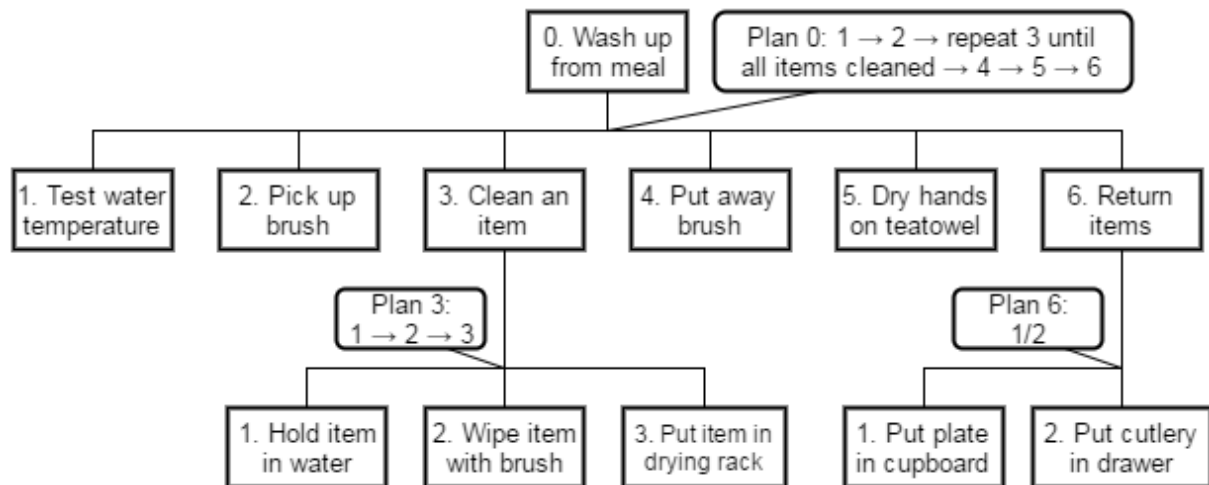 0. Wash up
from meal
Plan 0: 1 → 2 → repeat 3 until
all items cleaned → 4 → 5 → 6
1. Test water
temperature
2. Pick up
brush
3. Clean an
item
4. Put away
brush
5. Dry hands
on teatowel
6. Return
items
Plan 3:
1 → 2 → 3
Plan 6:
1/2
1. Hold item
in water
2. Wipe item
with brush
3. Put item in
drying rack
1. Put plate
in cupboard
2. Put cutlery
in drawer